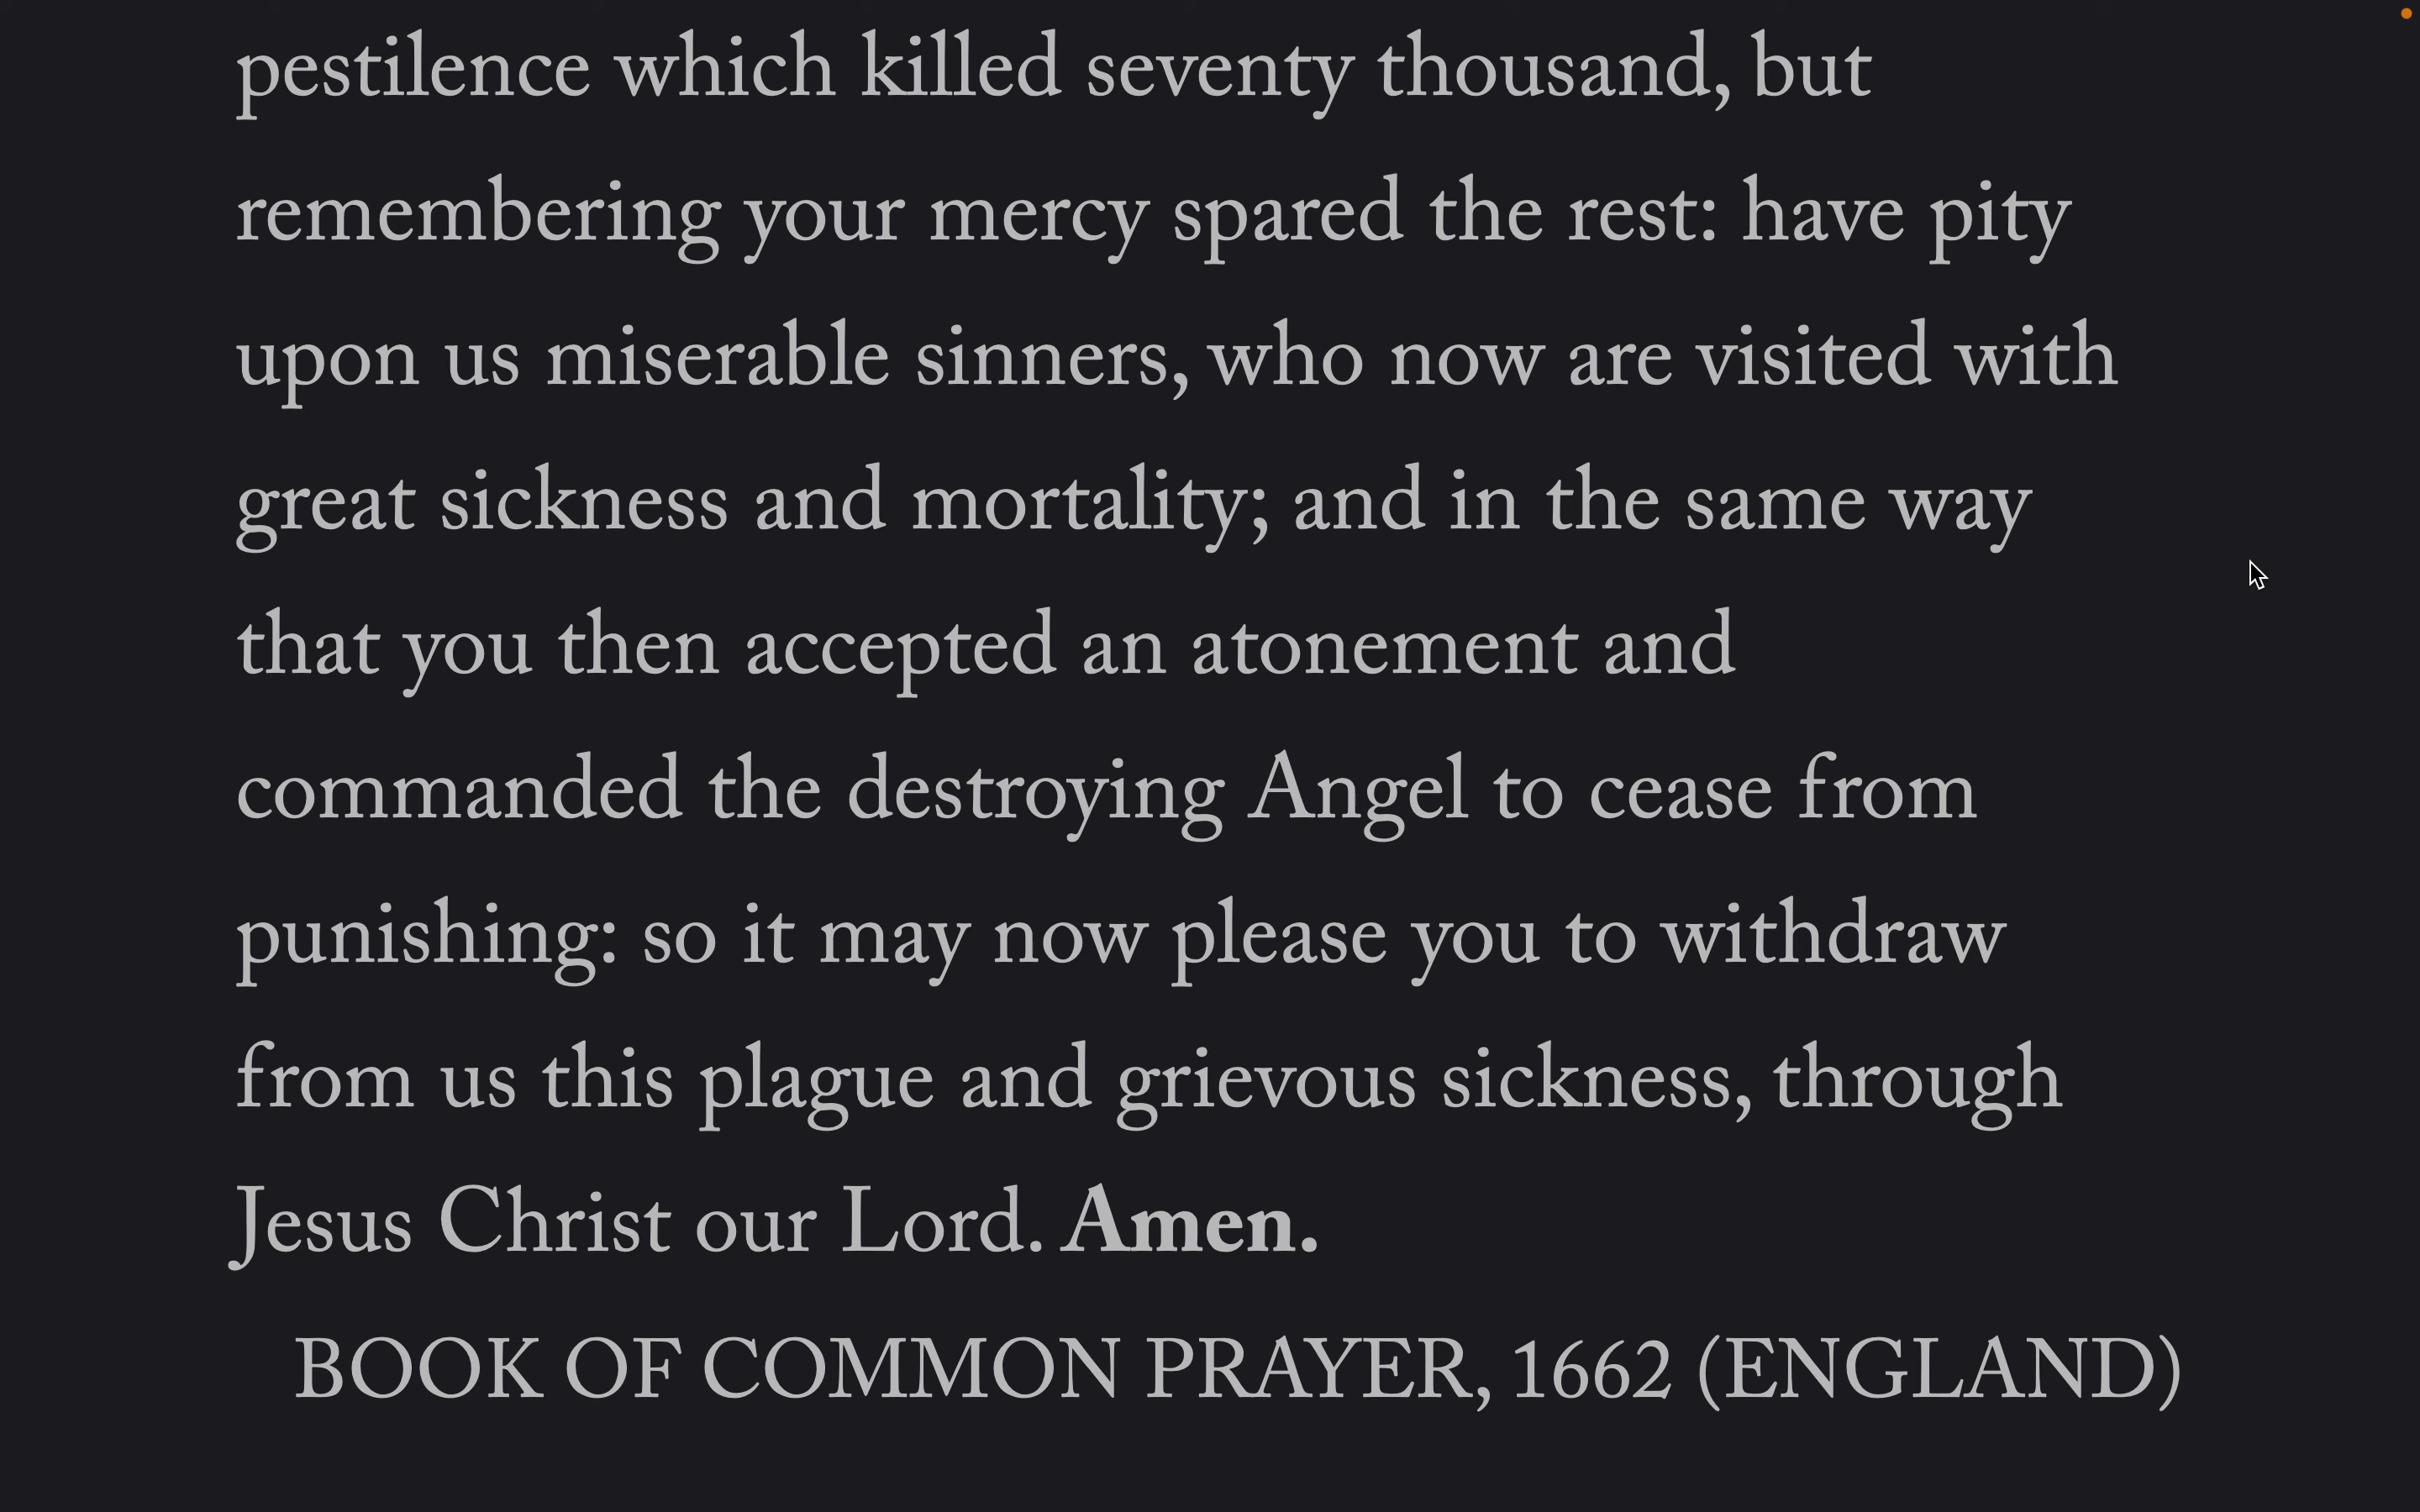 pestilence which killed seventy thousand, but
remembering your mercy spared the rest: have pity
upon us miserable sinners, who now are visited with
great sickness and mortality; and in the same way
that you then accepted an atonement and
commanded the destroying Angel to cease from
punishing: so it may now please you to withdraw
from us this plague and grievous sickness, through
Jesus Christ our Lord. Amen.
BOOK OF COMMON PRAYER, 1662 (ENGLAND)